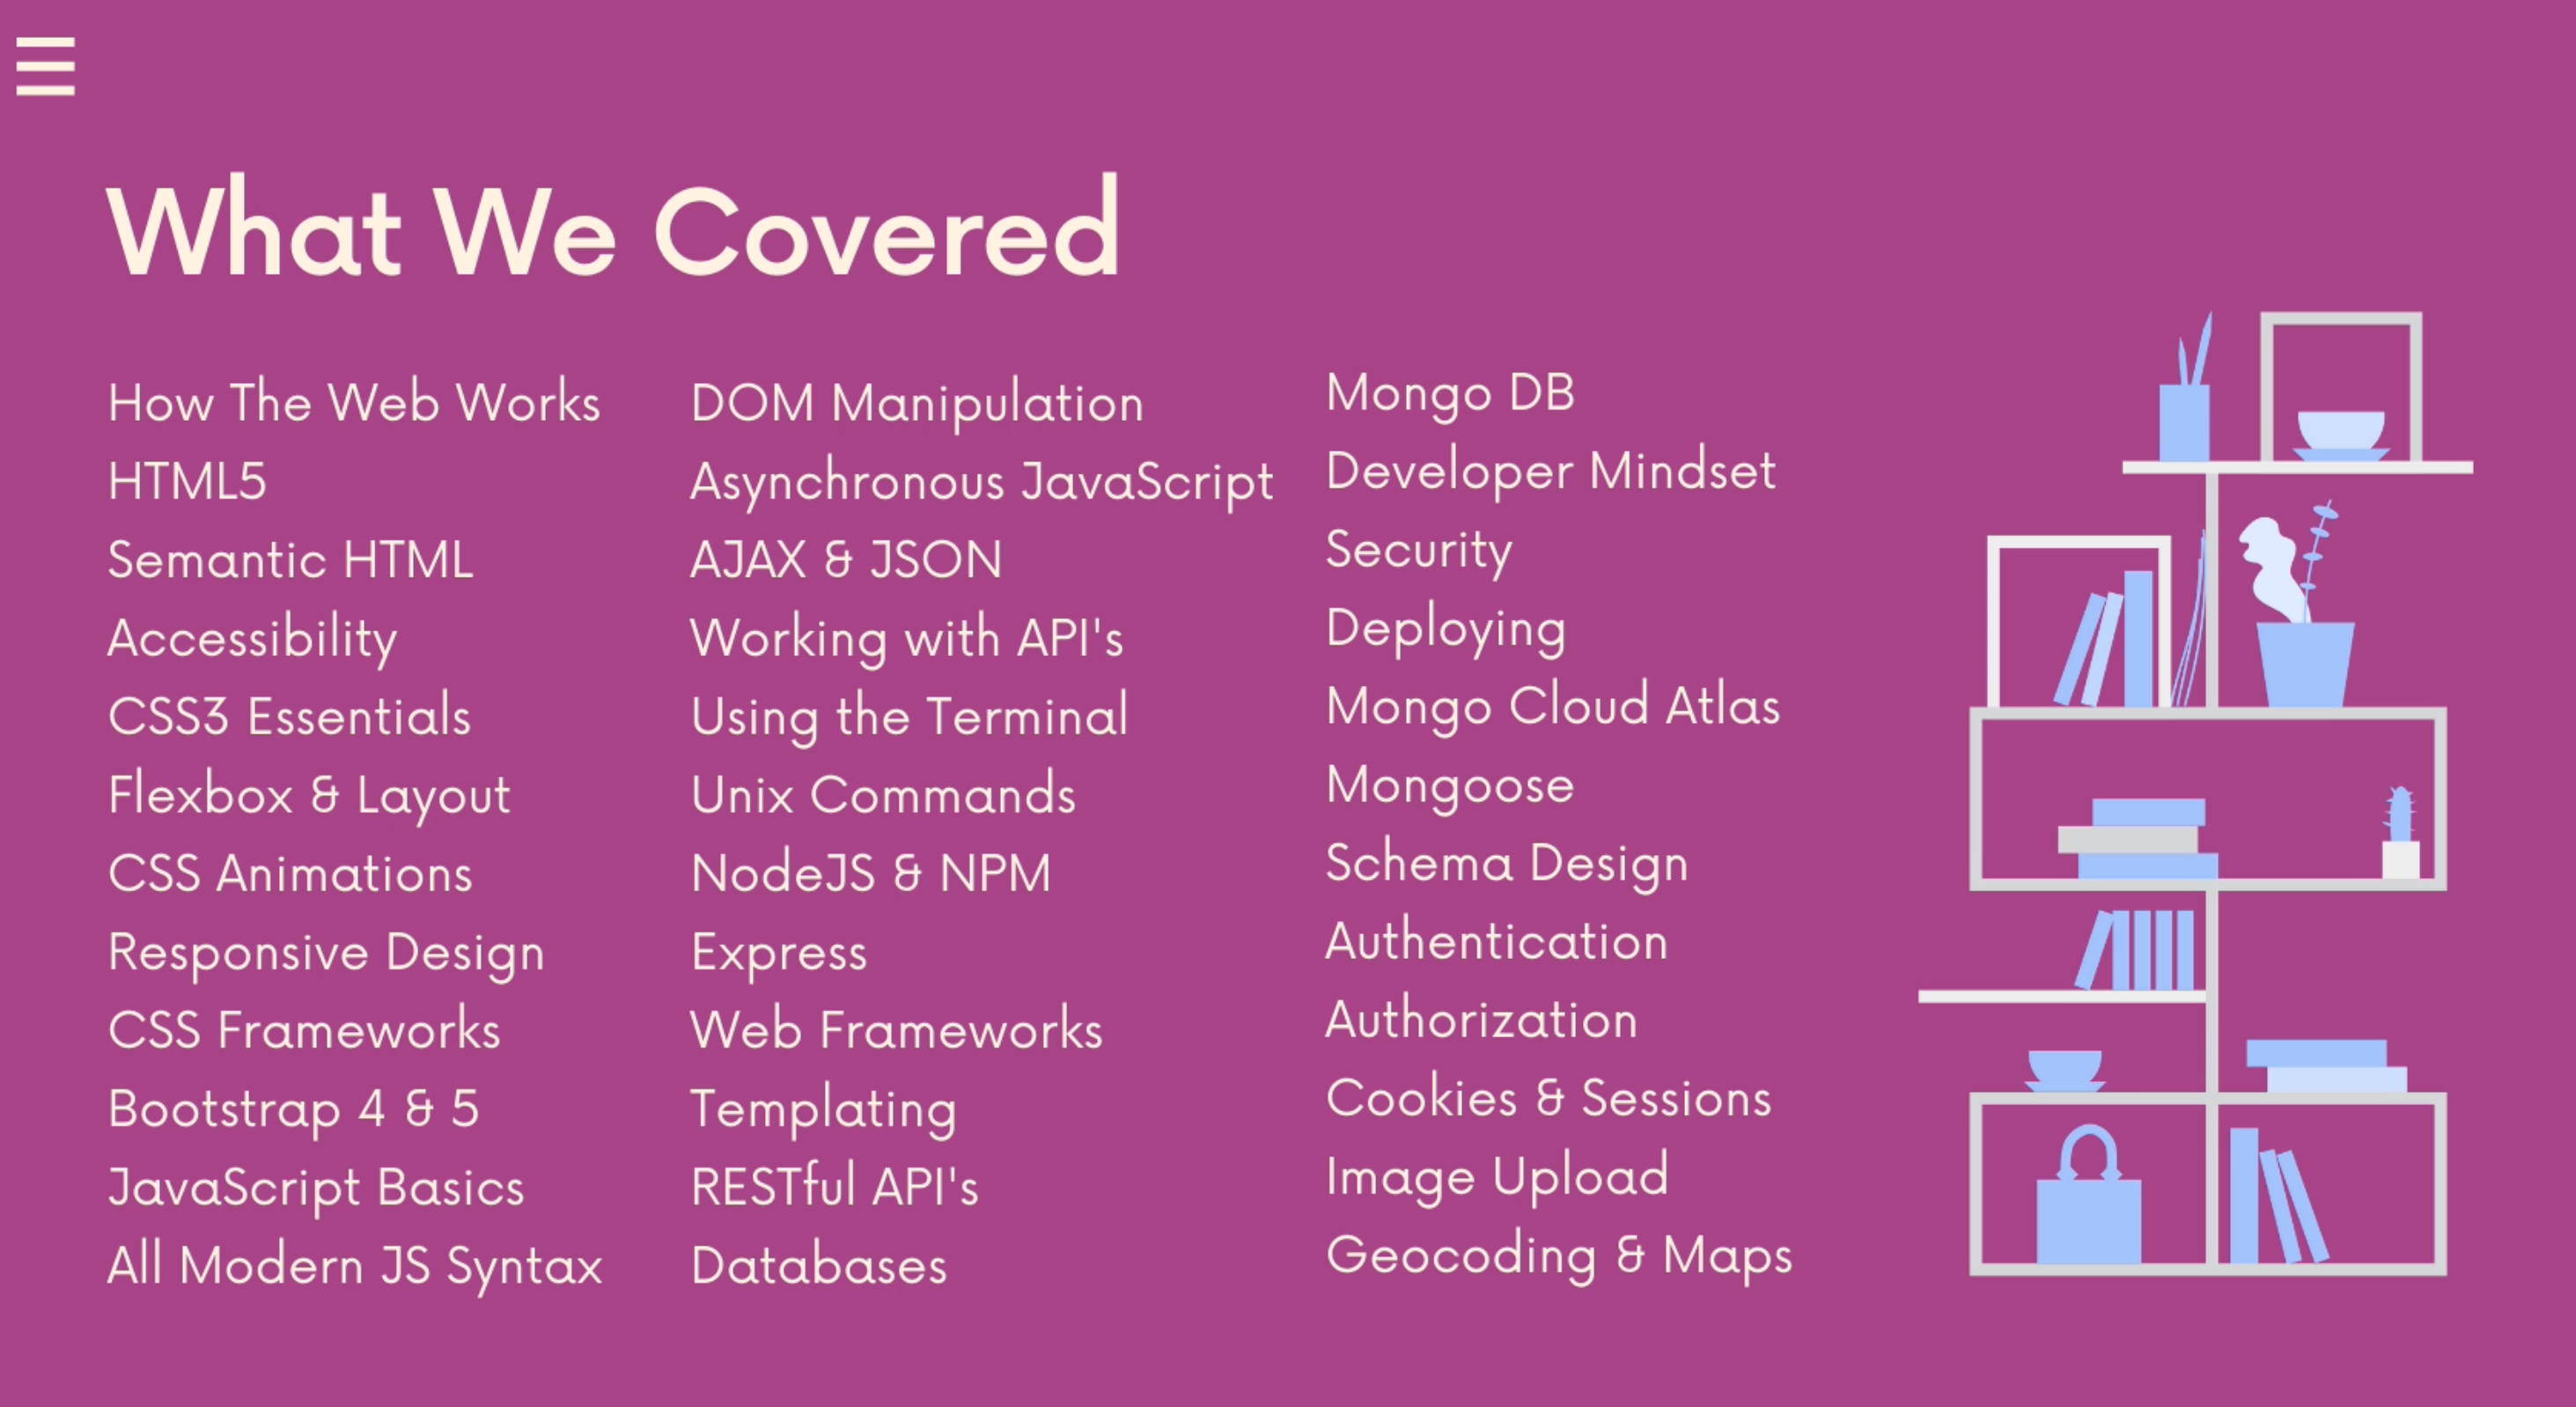 What We Covered
How The Web Works
HTML5
Semantic HTML
Accessibility
CSS3 Essentials
Flexbox & Layout
CSS Animations
Responsive Design
CSS Frameworks
Bootstrap 4 & 5
JavaScript Basics
All Modern JS Syntax
DOM Manipulation
Asynchronous JavaScript
AJAX & JSON
Working with API's
Using the Terminal
Unix Commands
NodeJS & NPM
Express
Web Frameworks
Templating
RESTful API's
Databases
Mongo DB
Developer Mindset
Security
Deploying
Mongo Cloud Atlas
Mongoose
Schema Design
Authentication
Authorization
Cookies & Sessions
Image Upload
Geocoding & Maps